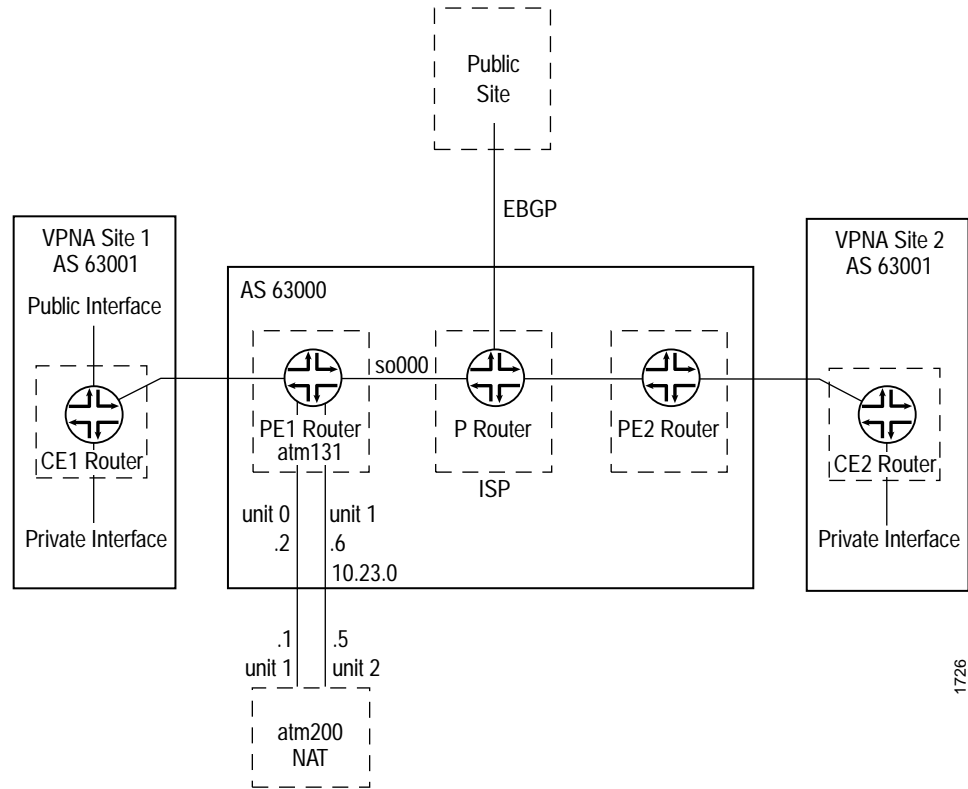 Public
Site
EBGP
VPNA Site 1
AS 63001
Public Interface
CE1 Router
Private Interface
AS 63000
so000
PE1 Router
atm131
P Router
ISP
PE2 Router
VPNA Site 2
AS 63001
CE2 Router
Private Interface
unit 0
.2
unit 1
.6
10.23.0
.1
unit 1
.5
unit 2
atm200
NAT
1726